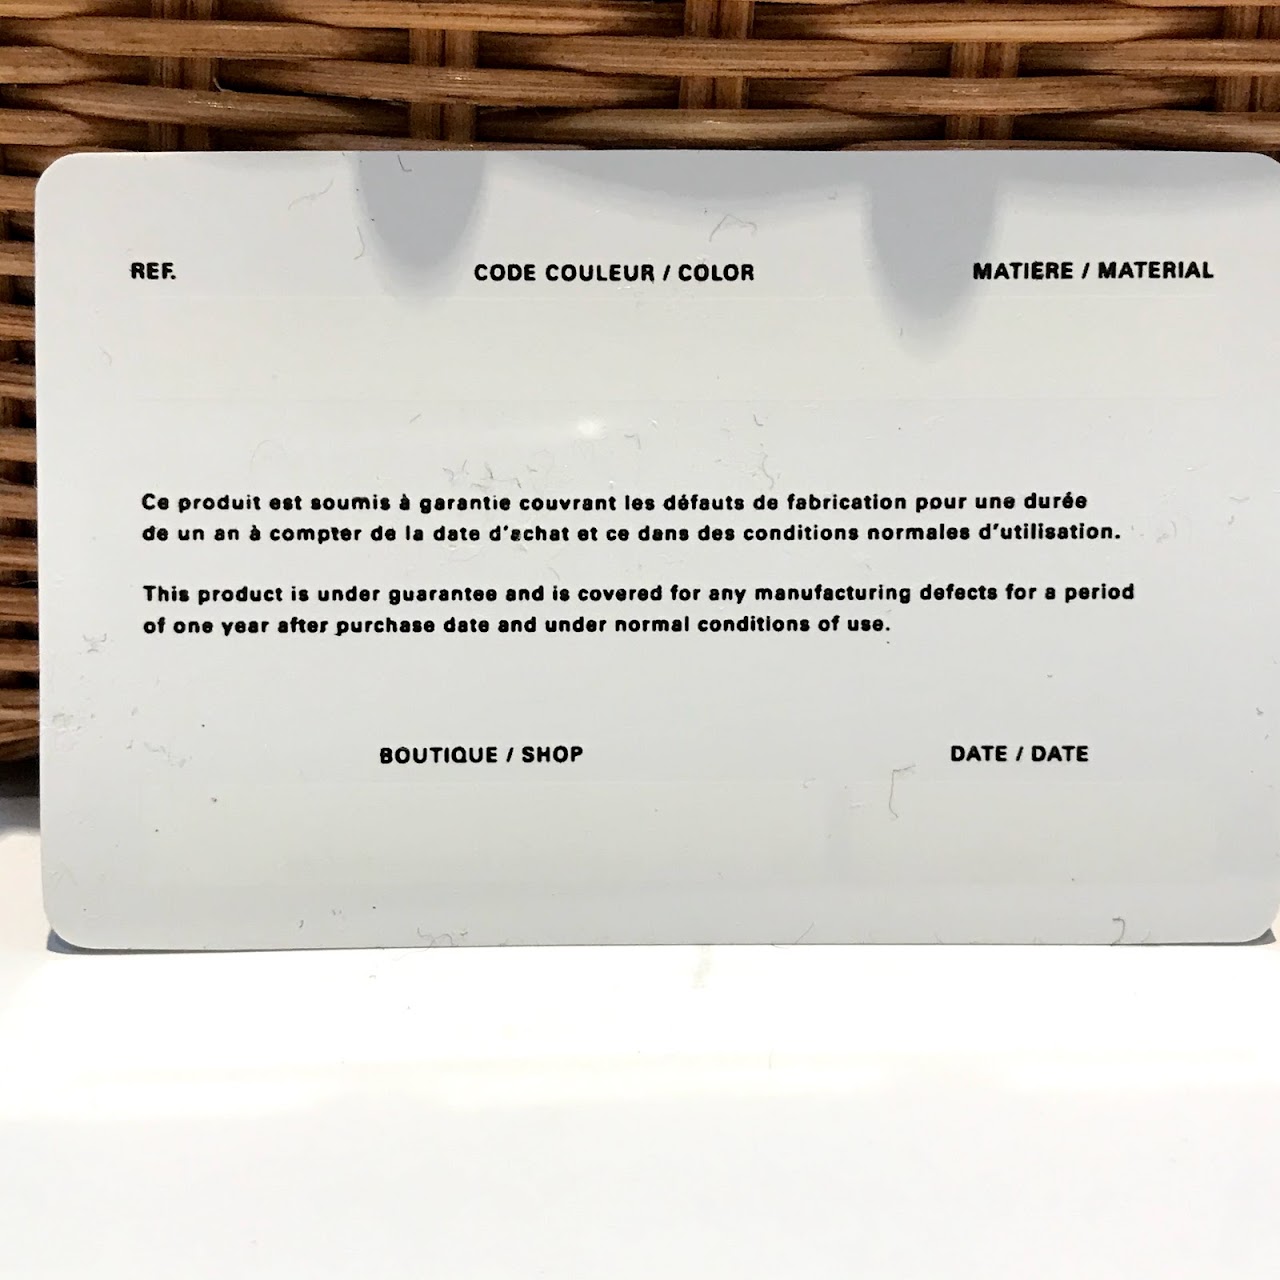 REF. CODE COULEUR / COLOR MATIÈRE / MATERIAL
Ce produit est soumis à garantie couvrant les défauts de fabrication pour une durée
de un an à compter de la date d'achat et ce dans des conditions normales d'utilisation.
This product is under guarantee and is covered for any manufacturing defects for a period
of one year after purchase date and under normal conditions of use.
BOUTIQUE / SHOP DATE / DATE